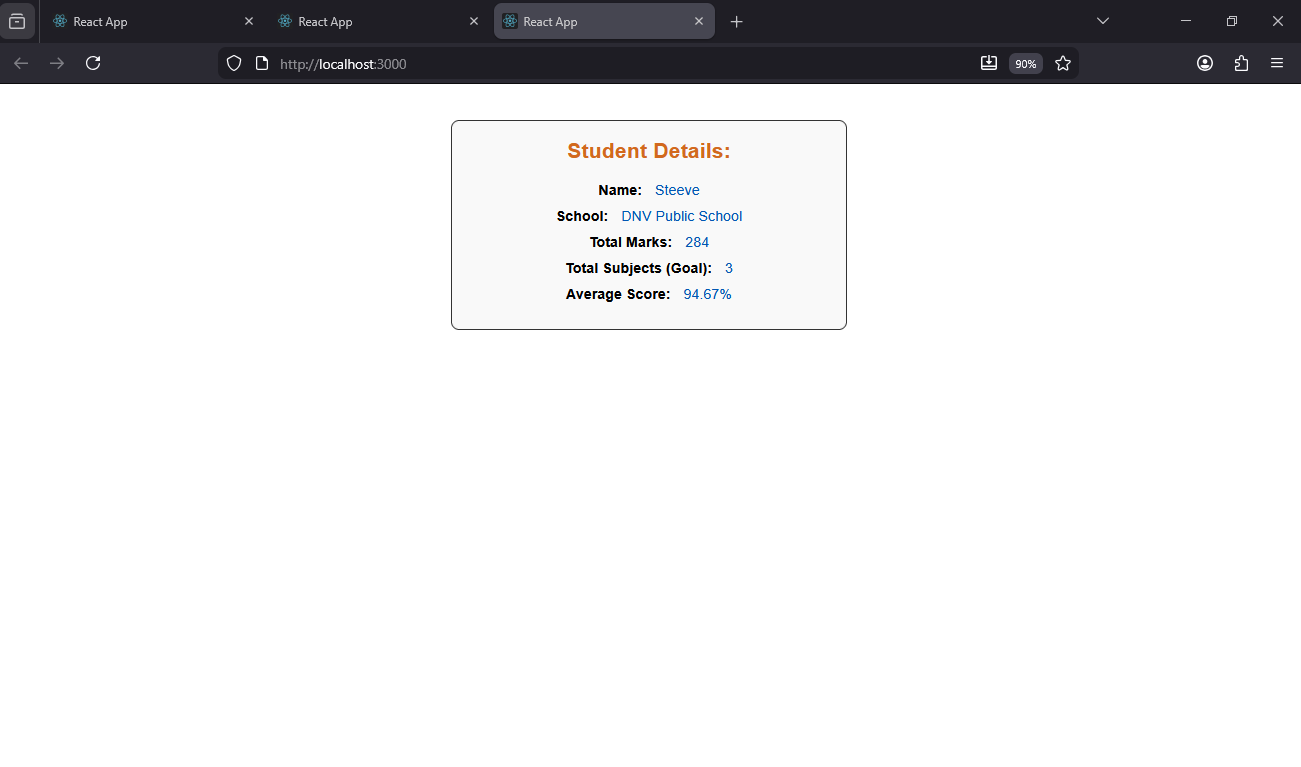 React App
React App
React App
http://localhost:3000
90%
Student Details:
Name: Steeve
School: DNV Public School
Total Marks: 284
Total Subjects (Goal): 3
Average Score: 94.67%